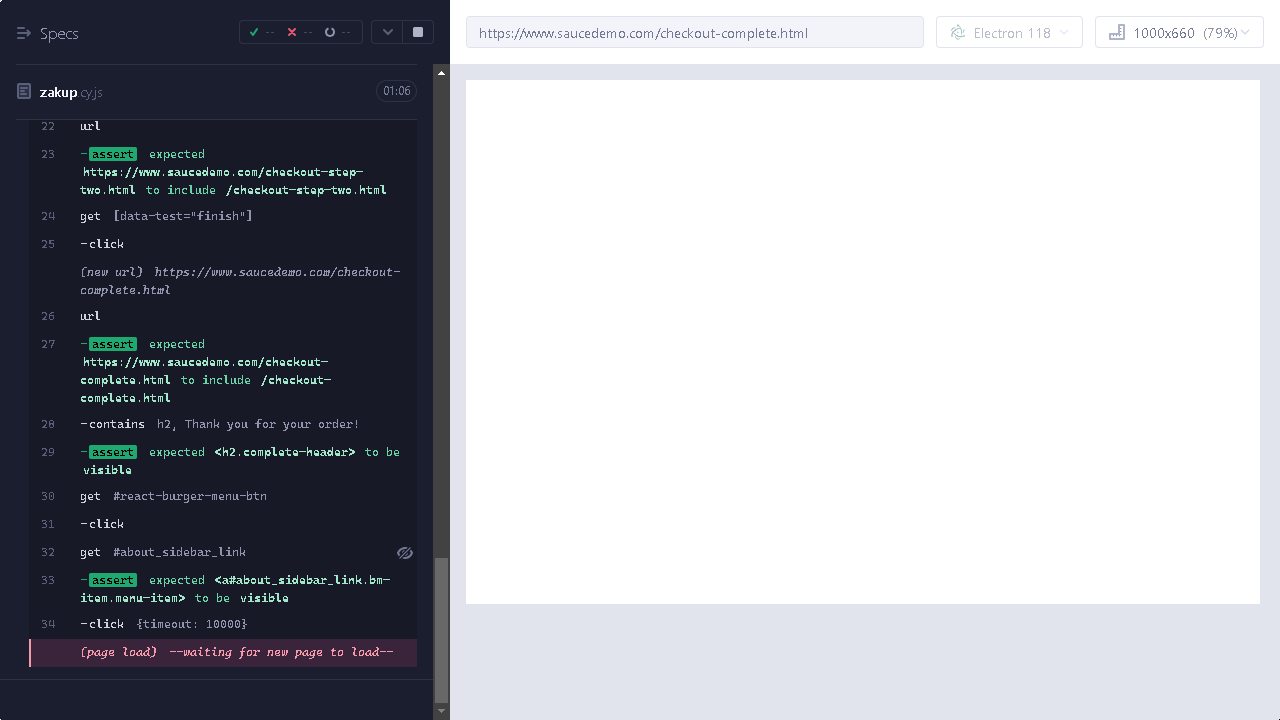 Specs
-- -- --
https://www.saucedemo.com/checkout-complete.html
Electron 118
1000x660 (79%)
zakup.cy.js
01:06
22 url
23 -assert expected
https://www.saucedemo.com/checkout-step-
two.html to include /checkout-step-two.html
24 get [data-test="finish"]
25 -click
(new url) https://www.saucedemo.com/checkout-
complete.html
26 url
27 -assert expected
https://www.saucedemo.com/checkout-
complete.html to include /checkout-
complete.html
28 -contains h2, Thank you for your order!
29 -assert expected <h2.complete-header> to be
visible
30 get #react-burger-menu-btn
31 -click
32 get #about_sidebar_link
33 -assert expected <a#about_sidebar_link.bm-
item.menu-item> to be visible
34 -click {timeout: 10000}
(page load) --waiting for new page to load--